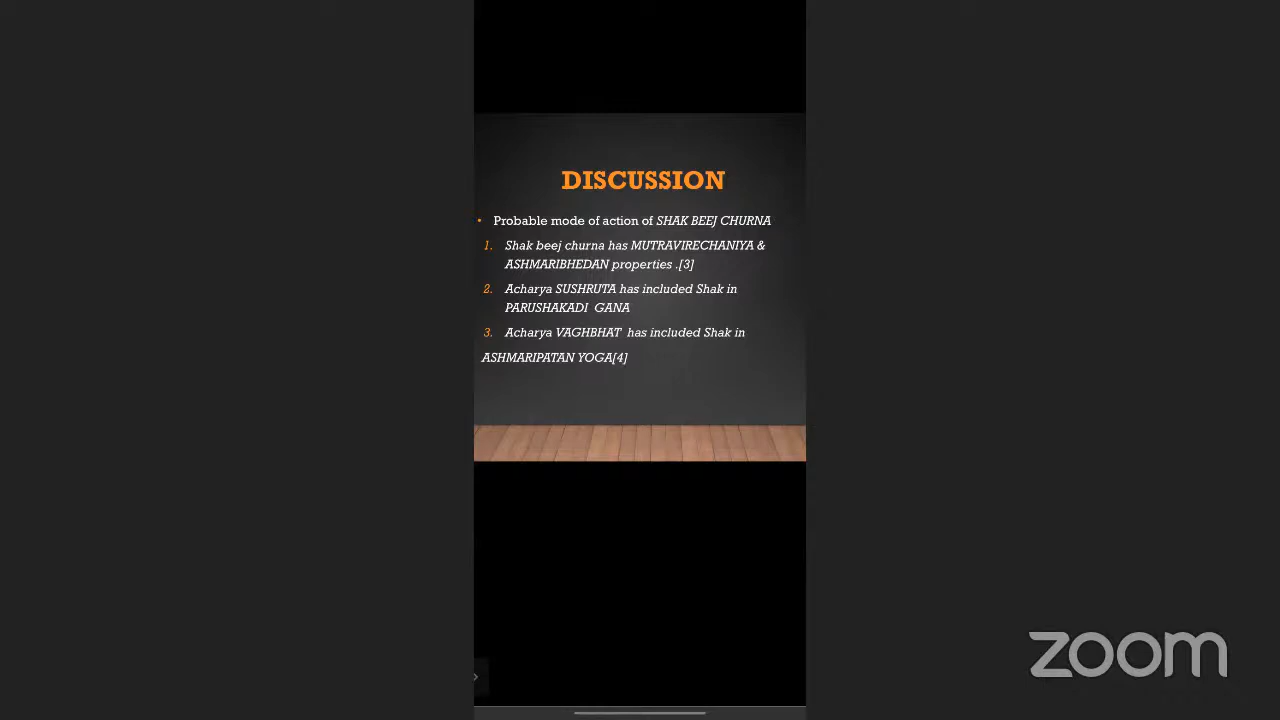 DISCUSSION
• Probable mode of action of SHAK BEEJ CHURNA
1. Shak beej churna has MUTRAVIRECHANIYA &
ASHMARIBHEDAN properties .[3]
2. Acharya SUSHRUTA has included Shak in
PARUSHAKADI GANA
3. Acharya VAGHBHAT has included Shak in
ASHMARIPATAN YOGA[4]
zoom